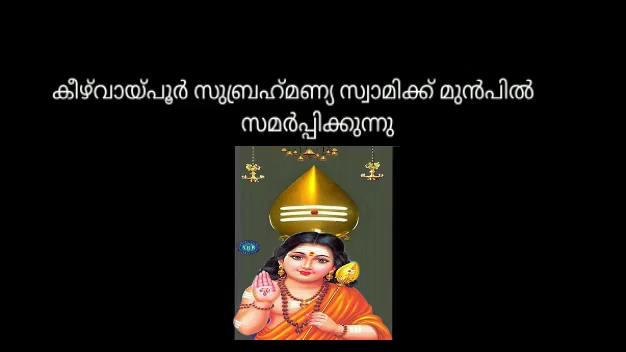 കീഴ്‌വായ്പൂർ സുബ്രഹ്മണ്യ സ്വാമിക്ക് മുൻപിൽ
സമർപ്പിക്കുന്നു